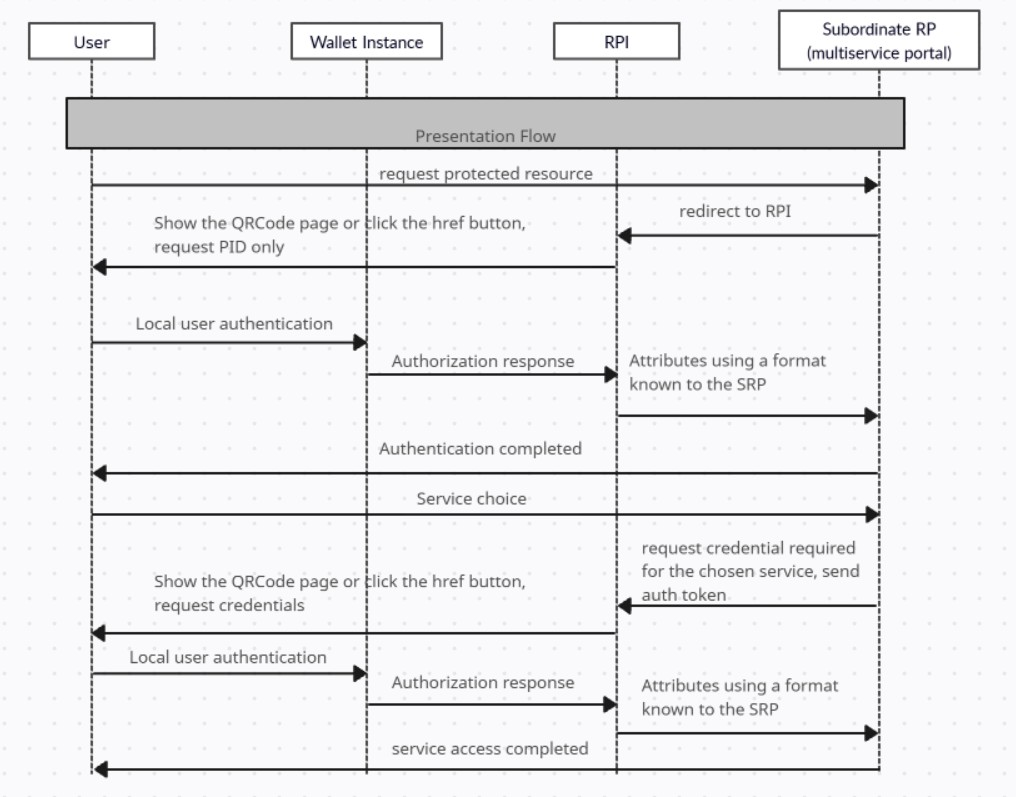 User
Wallet Instance
RPI
Subordinate RP
(multiservice portal)
Presentation Flow
request protected resource
redirect to RPI
Show the QRCode page or click the href button,
request PID only
Local user authentication
Authorization response
Attributes using a format
known to the SRP
Authentication completed
Service choice
request credential required
for the chosen service, send
auth token
Show the QRCode page or click the href button,
request credentials
Local user authentication
Authorization response
Attributes using a format
known to the SRP
service access completed